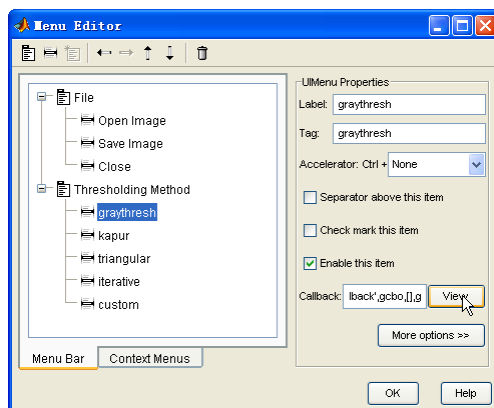 Menu Editor
UIMenu Properties
File
Open Image
Save Image
Close
Thresholding Method
graythresh
kapur
triangular
iterative
custom
Label: graythresh
Tag: graythresh
Accelerator: Ctrl + None
Separator above this item
Check mark this item
Enable this item
Callback: lback',gcbo,[],g View
More options >>
Menu Bar Context Menus
OK Help